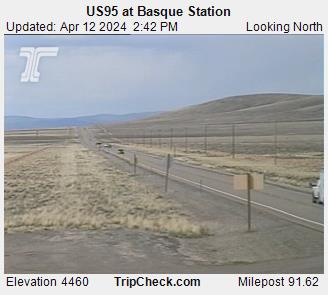 US95 at Basque Station
Updated: Apr 12 2024 2:42 PM Looking North
Elevation 4460 TripCheck.com Milepost 91.62